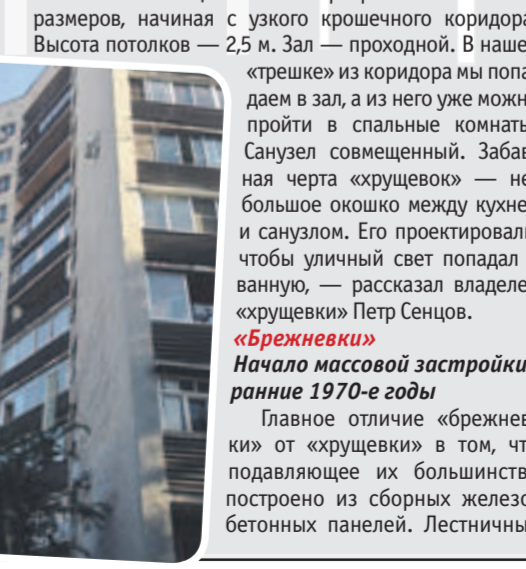 размеров, начиная с узкого крошечного коридора
Высота потолков — 2,5 м. Зал — проходной. В наше
«трешке» из коридора мы попа
даем в зал, а из него уже можн
пройти в спальные комнаты
Санузел совмещенный. Забав
ная черта «хрущевок» — не
большое окошко между кухне
и санузлом. Его проектировали
чтобы уличный свет попадал
ванную, — рассказал владеле
«хрущевки» Петр Сенцов.
«Брежневки»
Начало массовой застройки
ранние 1970-е годы
Главное отличие «брежнев
ки» от «хрущевки» в том, чт
подавляющее их большинств
построено из сборных железо
бетонных панелей. Лестничны